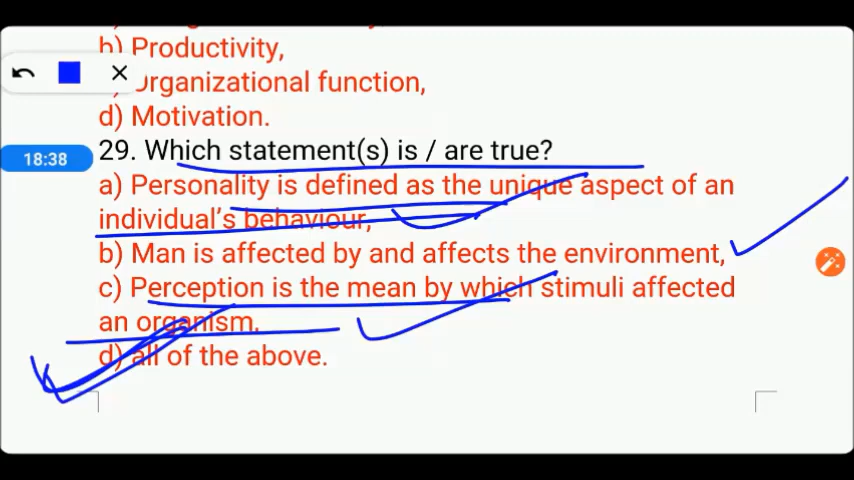 b) Productivity,
Organizational function,
d) Motivation.
18:38
29. Which statement(s) is / are true?
a) Personality is defined as the unique aspect of an
individual's behaviour,
b) Man is affected by and affects the environment,
c) Perception is the mean by which stimuli affected
an organism.
d) all of the above.